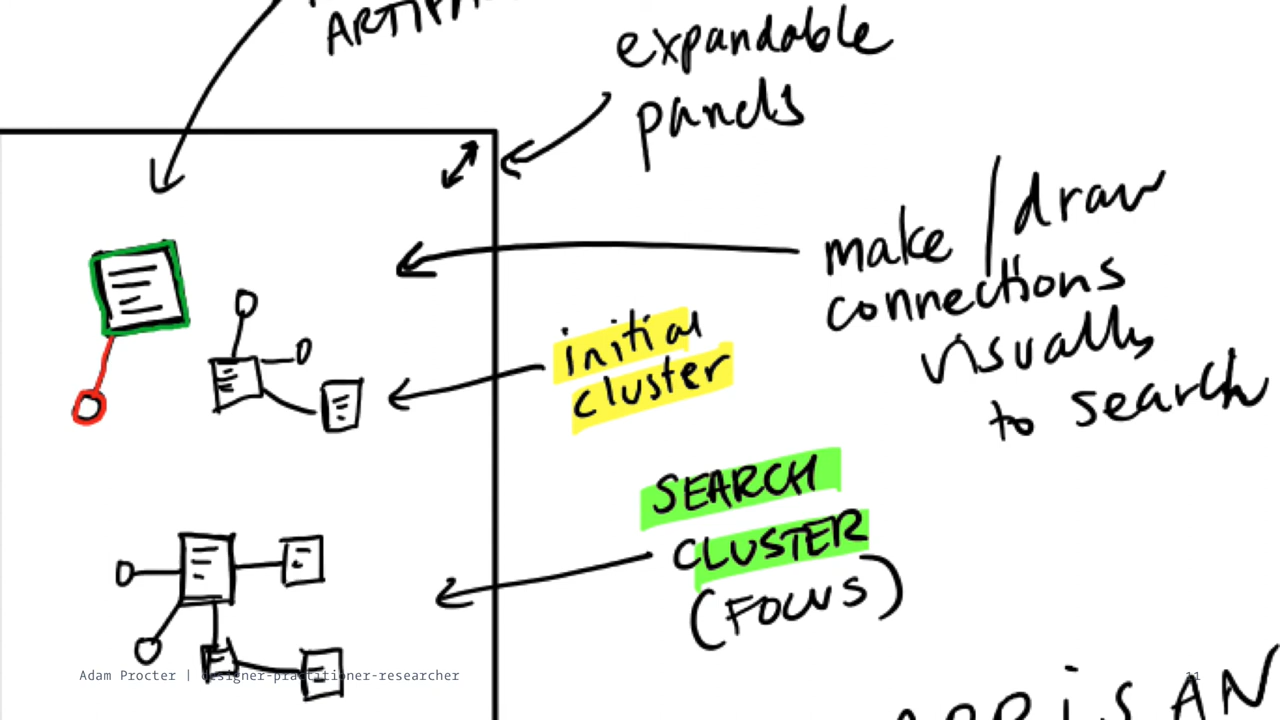 expandable
panels
make / draw
connections
visually
to search
initial
cluster
SEARCH
CLUSTER
(FOCUS)
Adam Procter | designer-practitioner-researcher